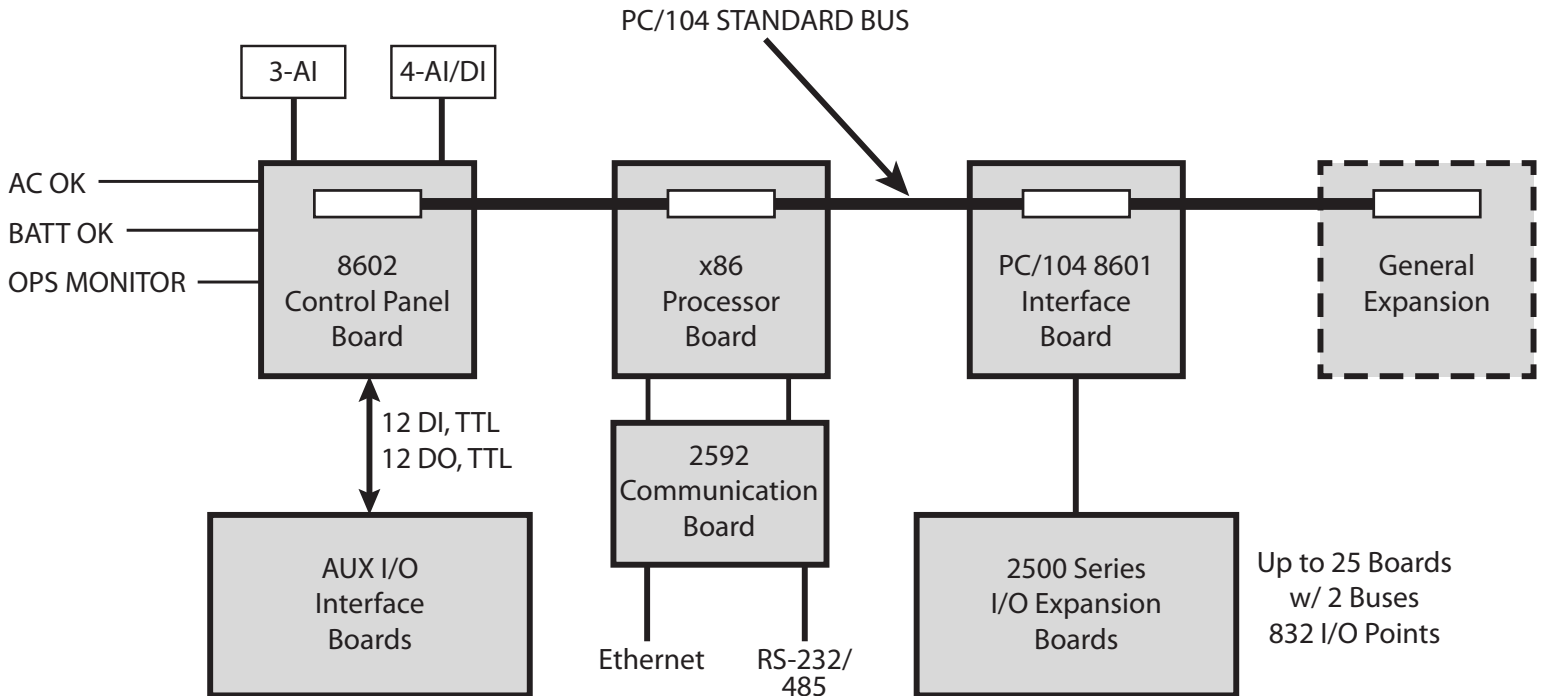 PC/104 STANDARD BUS
3-AI
4-AI/DI
AC OK
BATT OK
OPS MONITOR
8602
Control Panel
Board
x86
Processor
Board
PC/104 8601
Interface
Board
General
Expansion
12 DI, TTL
12 DO, TTL
2592
Communication
Board
AUX I/O
Interface
Boards
2500 Series
I/O Expansion
Boards
Up to 25 Boards
w/ 2 Buses
832 I/O Points
Ethernet
RS-232/
485